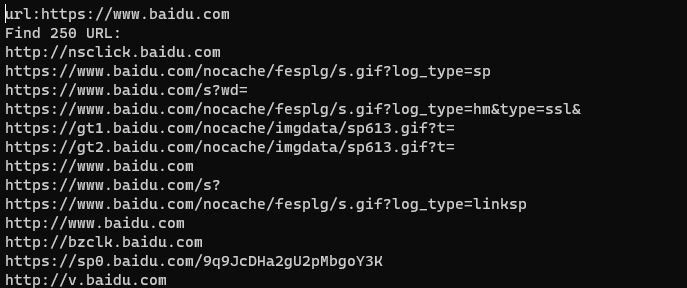 url:https://www.baidu.com
Find 250 URL:
http://nsclick.baidu.com
https://www.baidu.com/nocache/fesplg/s.gif?log_type=sp
https://www.baidu.com/s?wd=
https://www.baidu.com/nocache/fesplg/s.gif?log_type=hm&type=ssl&
https://gt1.baidu.com/nocache/imgdata/sp613.gif?t=
https://gt2.baidu.com/nocache/imgdata/sp613.gif?t=
https://www.baidu.com
https://www.baidu.com/s?
https://www.baidu.com/nocache/fesplg/s.gif?log_type=linksp
http://www.baidu.com
http://bzclk.baidu.com
https://sp0.baidu.com/9q9JcDHa2gU2pMbgoY3K
http://v.baidu.com